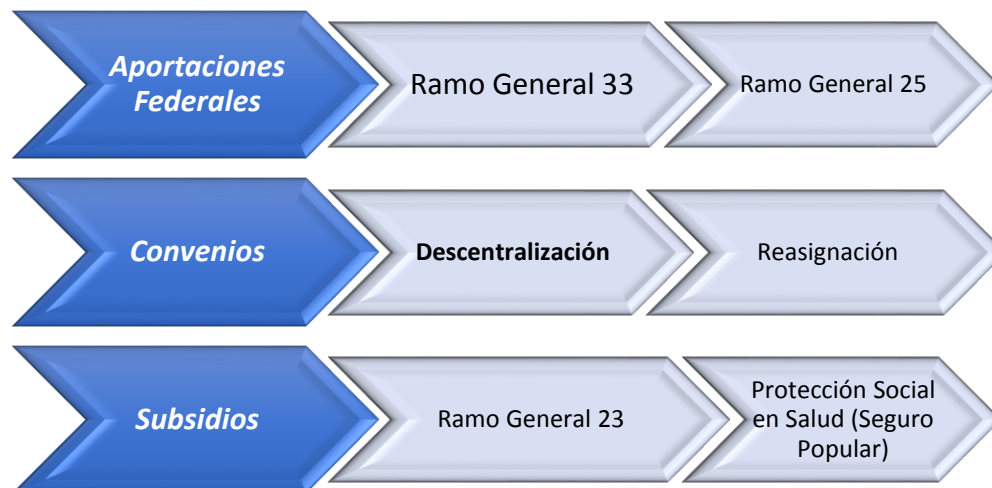 Aportaciones
Federales
Ramo General 33
Ramo General 25
Convenios
Descentralización
Reasignación
Subsidios
Ramo General 23
Protección Social
en Salud (Seguro
Popular)